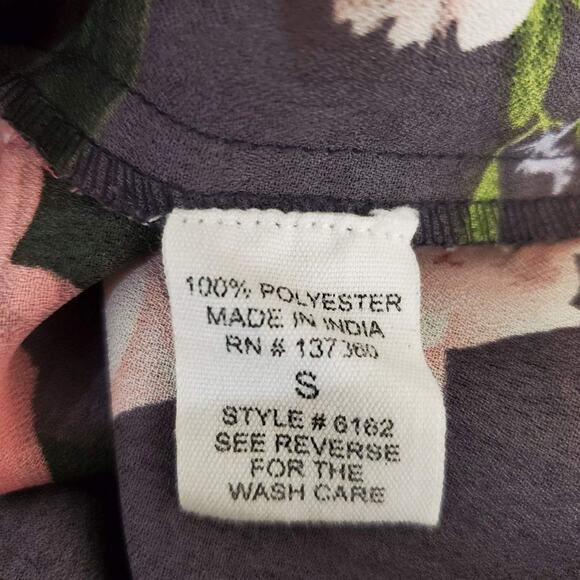 100% POLYESTER
MADE IN INDIA
RN # 137360
S
STYLE # 6162
SEE REVERSE
FOR THE
WASH CARE